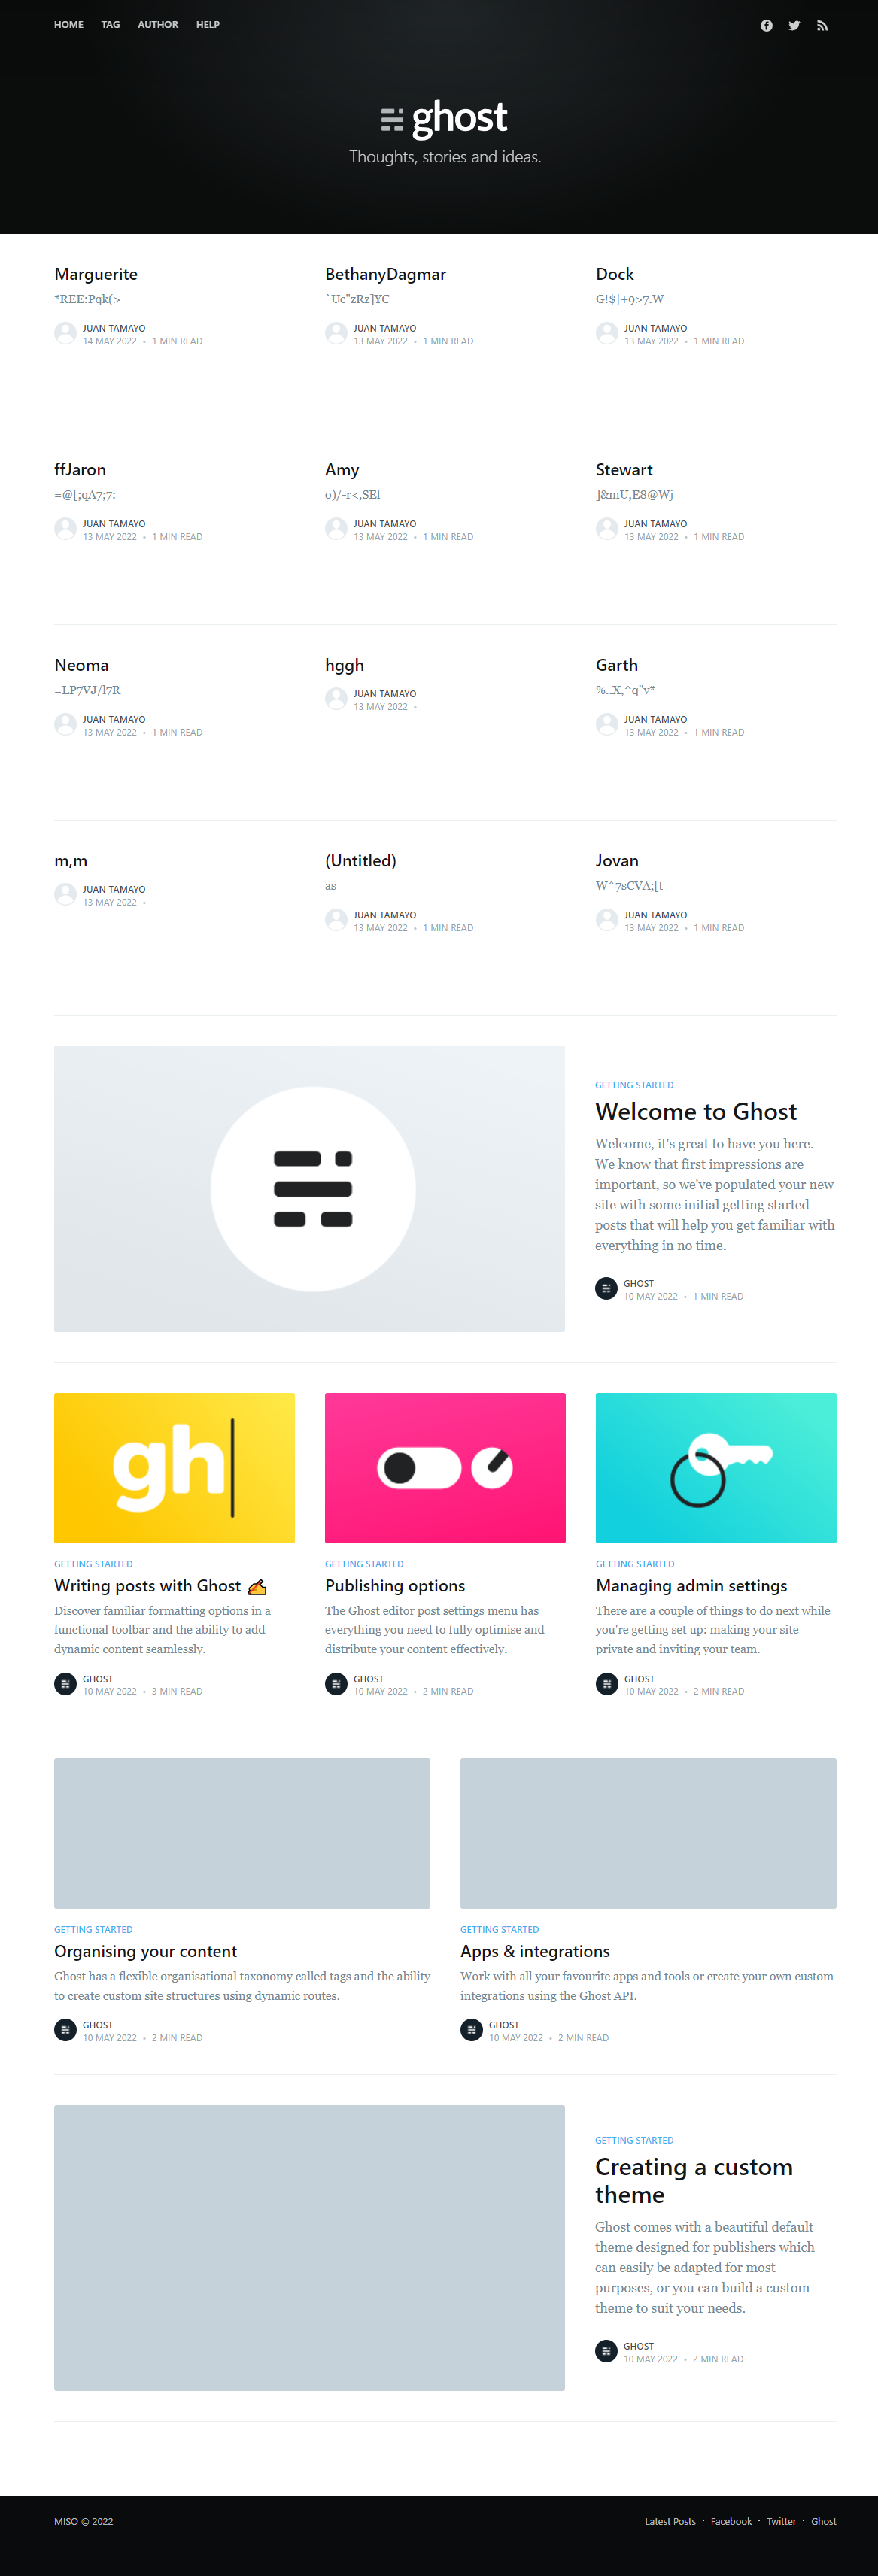 HOME TAG AUTHOR HELP
ghost
Thoughts, stories and ideas.
Marguerite
*REE:Pqk(>
JUAN TAMAYO
14 MAY 2022 • 1 MIN READ
BethanyDagmar
`Uc"zRz]YC
JUAN TAMAYO
13 MAY 2022 • 1 MIN READ
Dock
G!$|+9>7.W
JUAN TAMAYO
13 MAY 2022 • 1 MIN READ
ffJaron
=@[;qA7;7:
JUAN TAMAYO
13 MAY 2022 • 1 MIN READ
Amy
o)/-r<,SEl
JUAN TAMAYO
13 MAY 2022 • 1 MIN READ
Stewart
]&mU,E8@Wj
JUAN TAMAYO
13 MAY 2022 • 1 MIN READ
Neoma
=LP7VJ/l7R
JUAN TAMAYO
13 MAY 2022 • 1 MIN READ
hggh
JUAN TAMAYO
13 MAY 2022 •
Garth
%..X,^q"v*
JUAN TAMAYO
13 MAY 2022 • 1 MIN READ
m,m
JUAN TAMAYO
13 MAY 2022 •
(Untitled)
as
JUAN TAMAYO
13 MAY 2022 • 1 MIN READ
Jovan
W^7sCVA;[t
JUAN TAMAYO
13 MAY 2022 • 1 MIN READ
GETTING STARTED
Welcome to Ghost
Welcome, it's great to have you here.
We know that first impressions are
important, so we've populated your new
site with some initial getting started
posts that will help you get familiar with
everything in no time.
GHOST
10 MAY 2022 • 1 MIN READ
gh
GETTING STARTED
Writing posts with Ghost ✍️
Discover familiar formatting options in a
functional toolbar and the ability to add
dynamic content seamlessly.
GHOST
10 MAY 2022 • 3 MIN READ
GETTING STARTED
Publishing options
The Ghost editor post settings menu has
everything you need to fully optimise and
distribute your content effectively.
GHOST
10 MAY 2022 • 2 MIN READ
GETTING STARTED
Managing admin settings
There are a couple of things to do next while
you're getting set up: making your site
private and inviting your team.
GHOST
10 MAY 2022 • 2 MIN READ
GETTING STARTED
Organising your content
Ghost has a flexible organisational taxonomy called tags and the ability
to create custom site structures using dynamic routes.
GHOST
10 MAY 2022 • 2 MIN READ
GETTING STARTED
Apps & integrations
Work with all your favourite apps and tools or create your own custom
integrations using the Ghost API.
GHOST
10 MAY 2022 • 2 MIN READ
GETTING STARTED
Creating a custom
theme
Ghost comes with a beautiful default
theme designed for publishers which
can easily be adapted for most
purposes, or you can build a custom
theme to suit your needs.
GHOST
10 MAY 2022 • 2 MIN READ
MISO © 2022
Latest Posts · Facebook · Twitter · Ghost